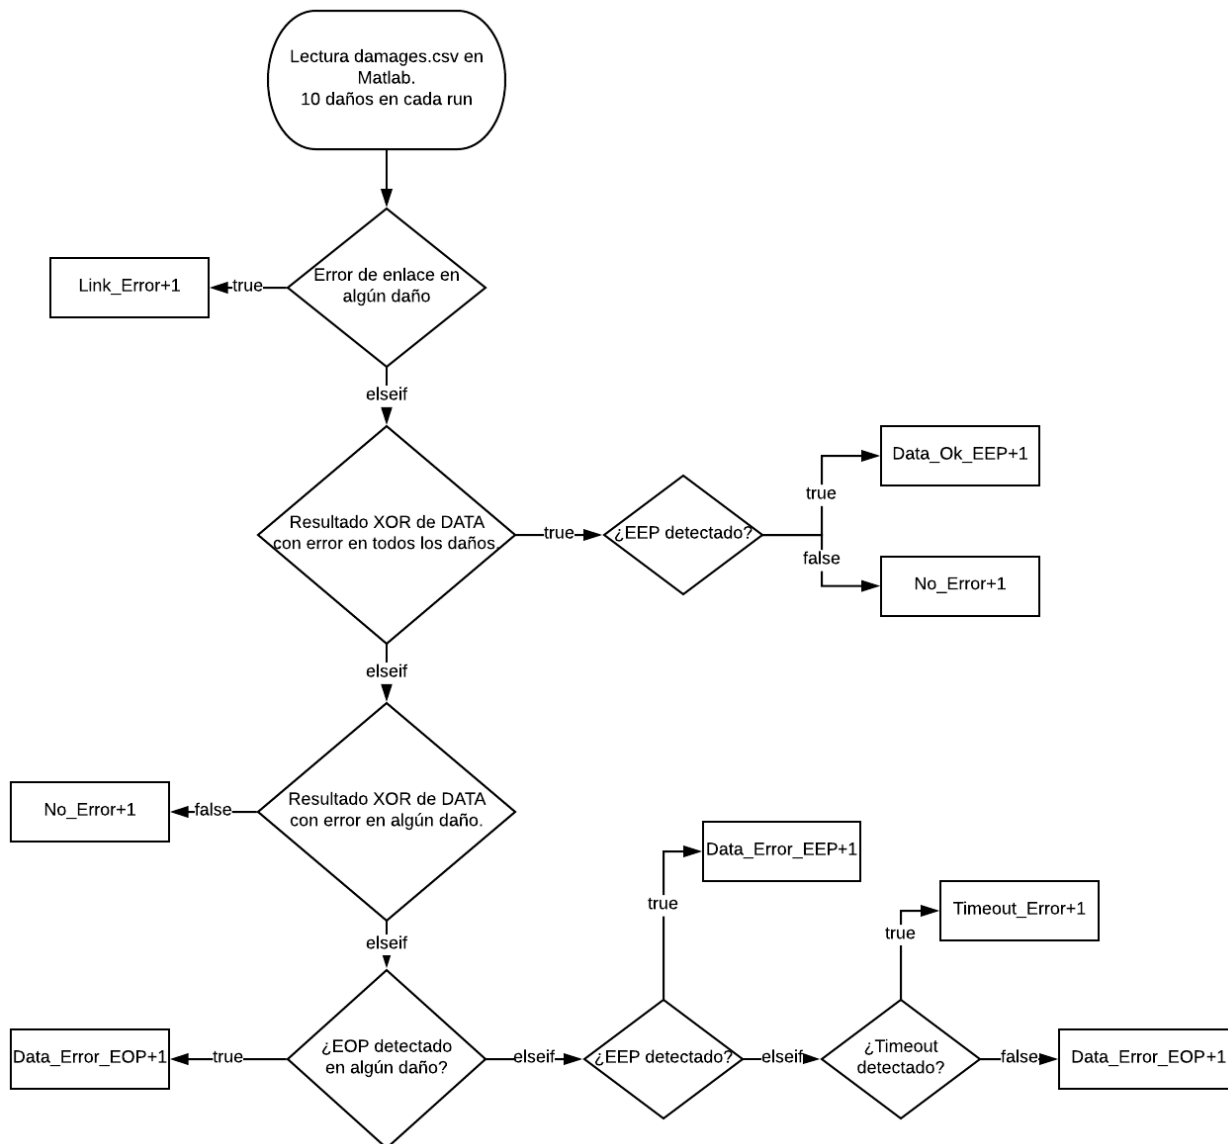 Lectura damages.csv en
Matlab.
10 daños en cada run
Error de enlace en
algún daño
true
Link_Error+1
elseif
Resultado XOR de DATA
con error en todos los daños.
true
¿EEP detectado?
true
Data_Ok_EEP+1
false
No_Error+1
elseif
Resultado XOR de DATA
con error en algún daño.
false
No_Error+1
elseif
¿EOP detectado
en algún daño?
true
Data_Error_EOP+1
elseif
¿EEP detectado?
true
Data_Error_EEP+1
elseif
¿Timeout
detectado?
true
Timeout_Error+1
false
Data_Error_EOP+1